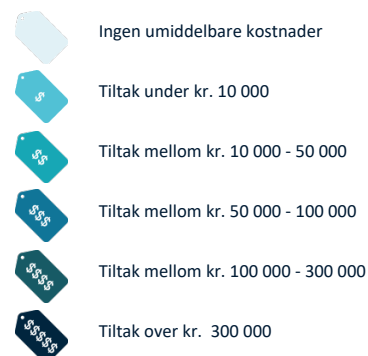 Ingen umiddelbare kostnader
$
Tiltak under kr. 10 000
$$
Tiltak mellom kr. 10 000 - 50 000
$$$
Tiltak mellom kr. 50 000 - 100 000
$$$$
Tiltak mellom kr. 100 000 - 300 000
$$$$$
Tiltak over kr.  300 000